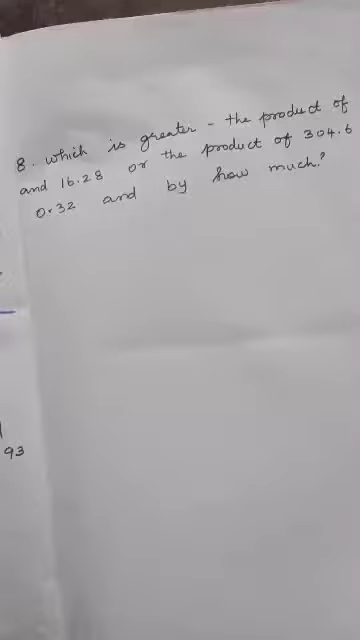 8. which is greater - the product of
and 16.28 or the product of 304.6
0.32 and by how much?
93